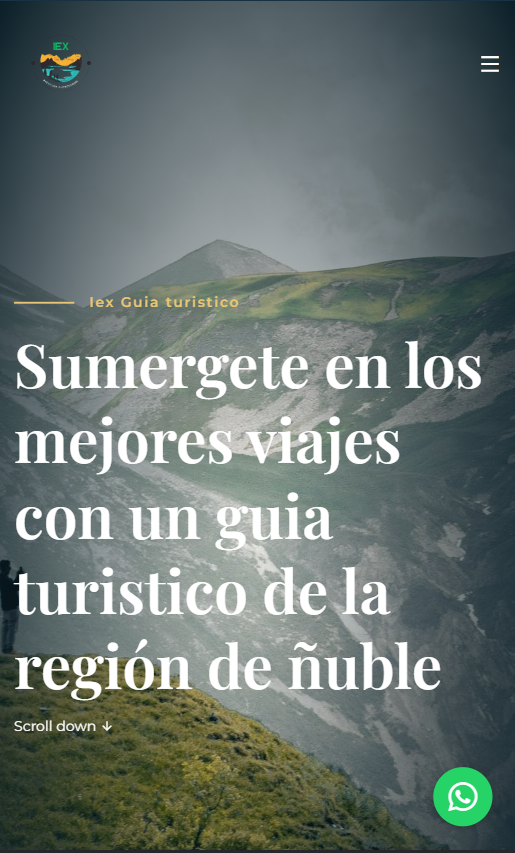 IEX
Iex Guia turistico
Sumergete en los
mejores viajes
con un guia
turistico de la
región de ñuble
Scroll down ↓